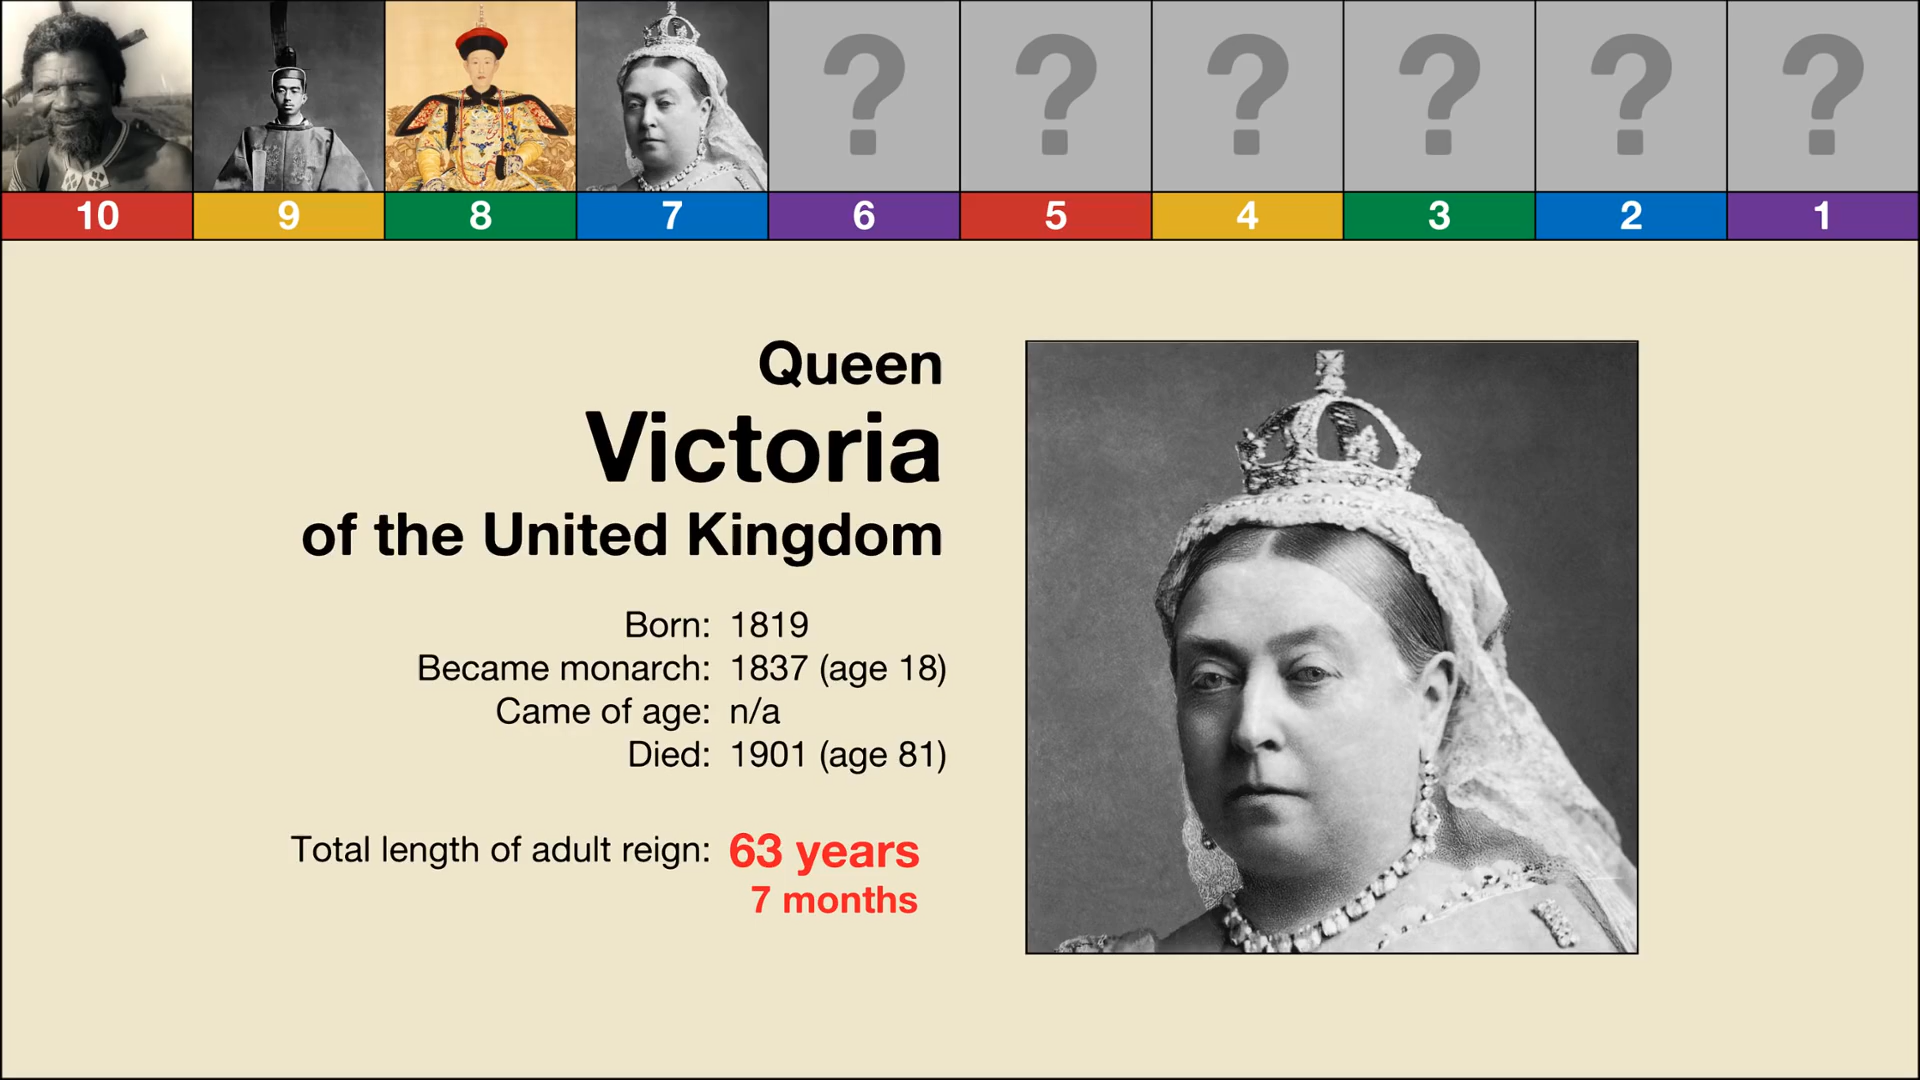 ? ? ? ? ? ?
10 9 8 7 6 5 4 3 2 1
Queen
Victoria
of the United Kingdom
Born: 1819
Became monarch: 1837 (age 18)
Came of age: n/a
Died: 1901 (age 81)
Total length of adult reign: 63 years
7 months